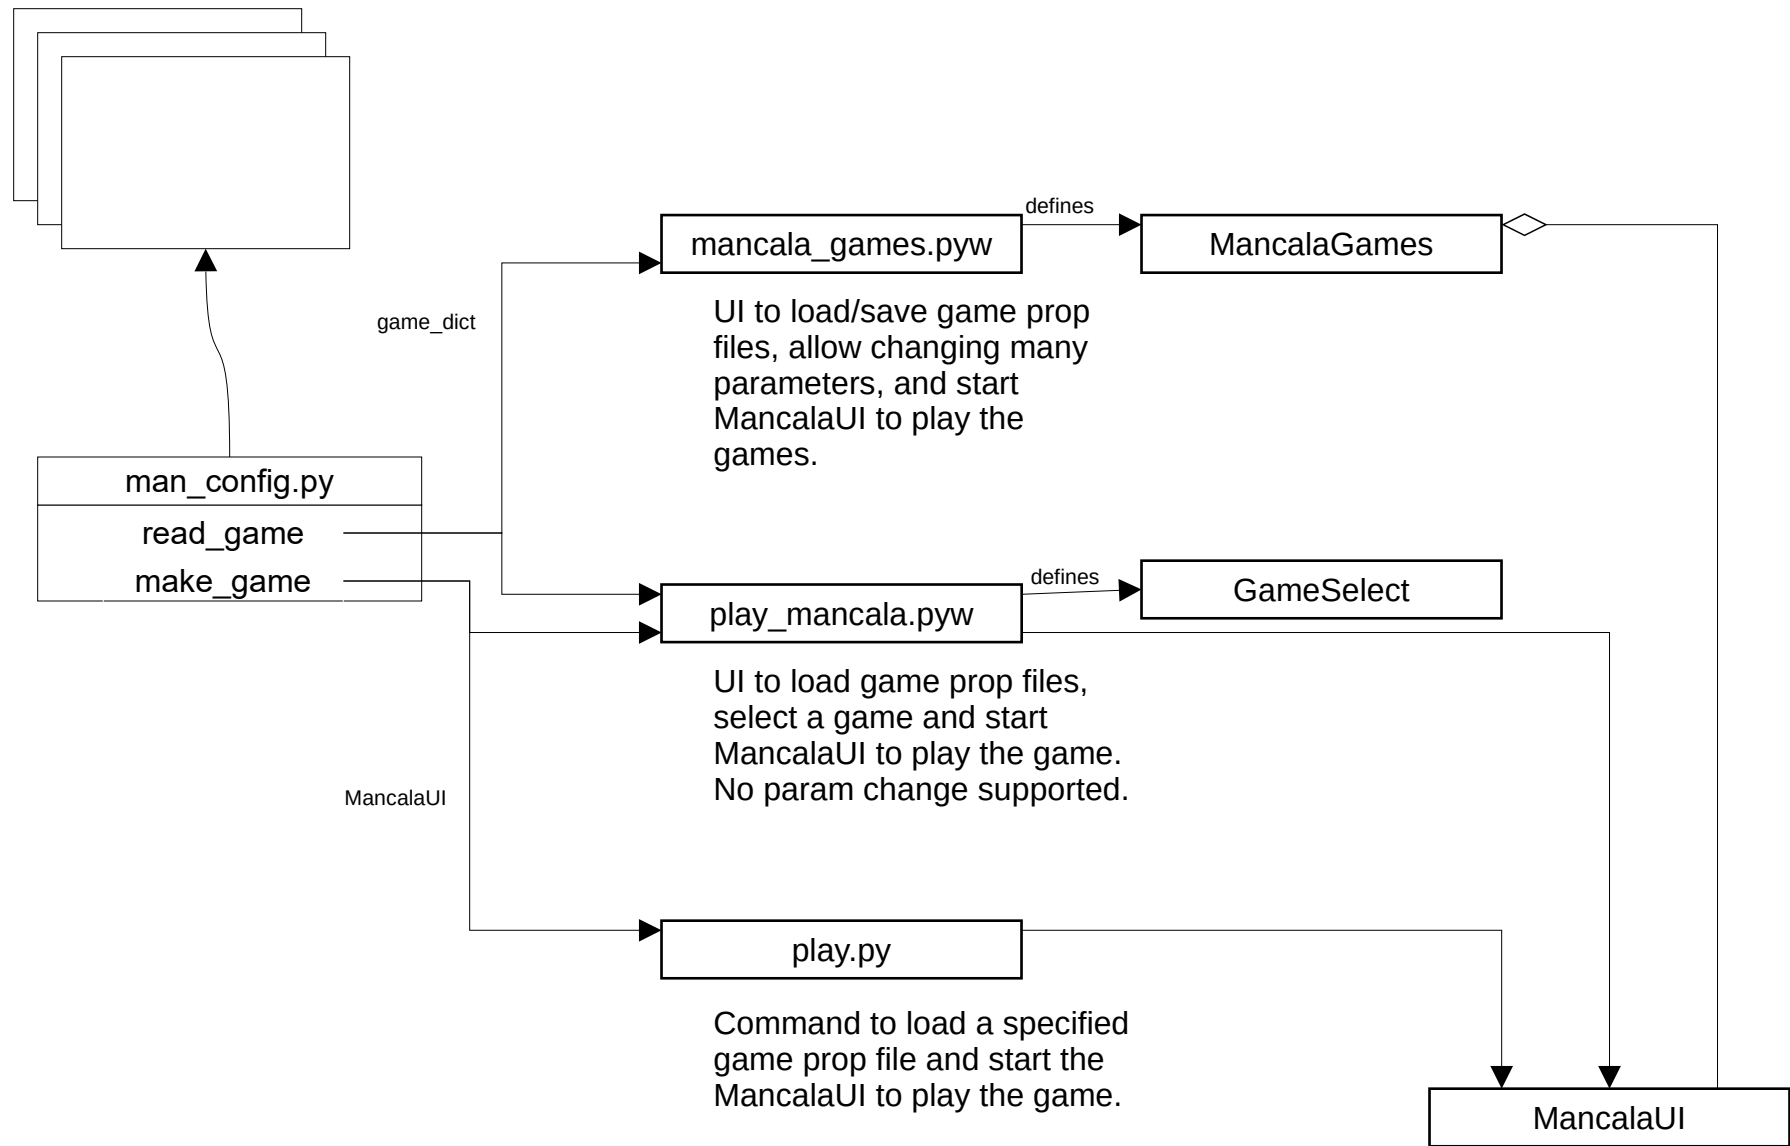 defines
mancala_games.pyw
MancalaGames
UI to load/save game prop
files, allow changing many
parameters, and start
MancalaUI to play the
games.
game_dict
man_config.py
read_game
make_game
defines
play_mancala.pyw
GameSelect
UI to load game prop files,
select a game and start
MancalaUI to play the game.
No param change supported.
MancalaUI
play.py
Command to load a specified
game prop file and start the
MancalaUI to play the game.
MancalaUI